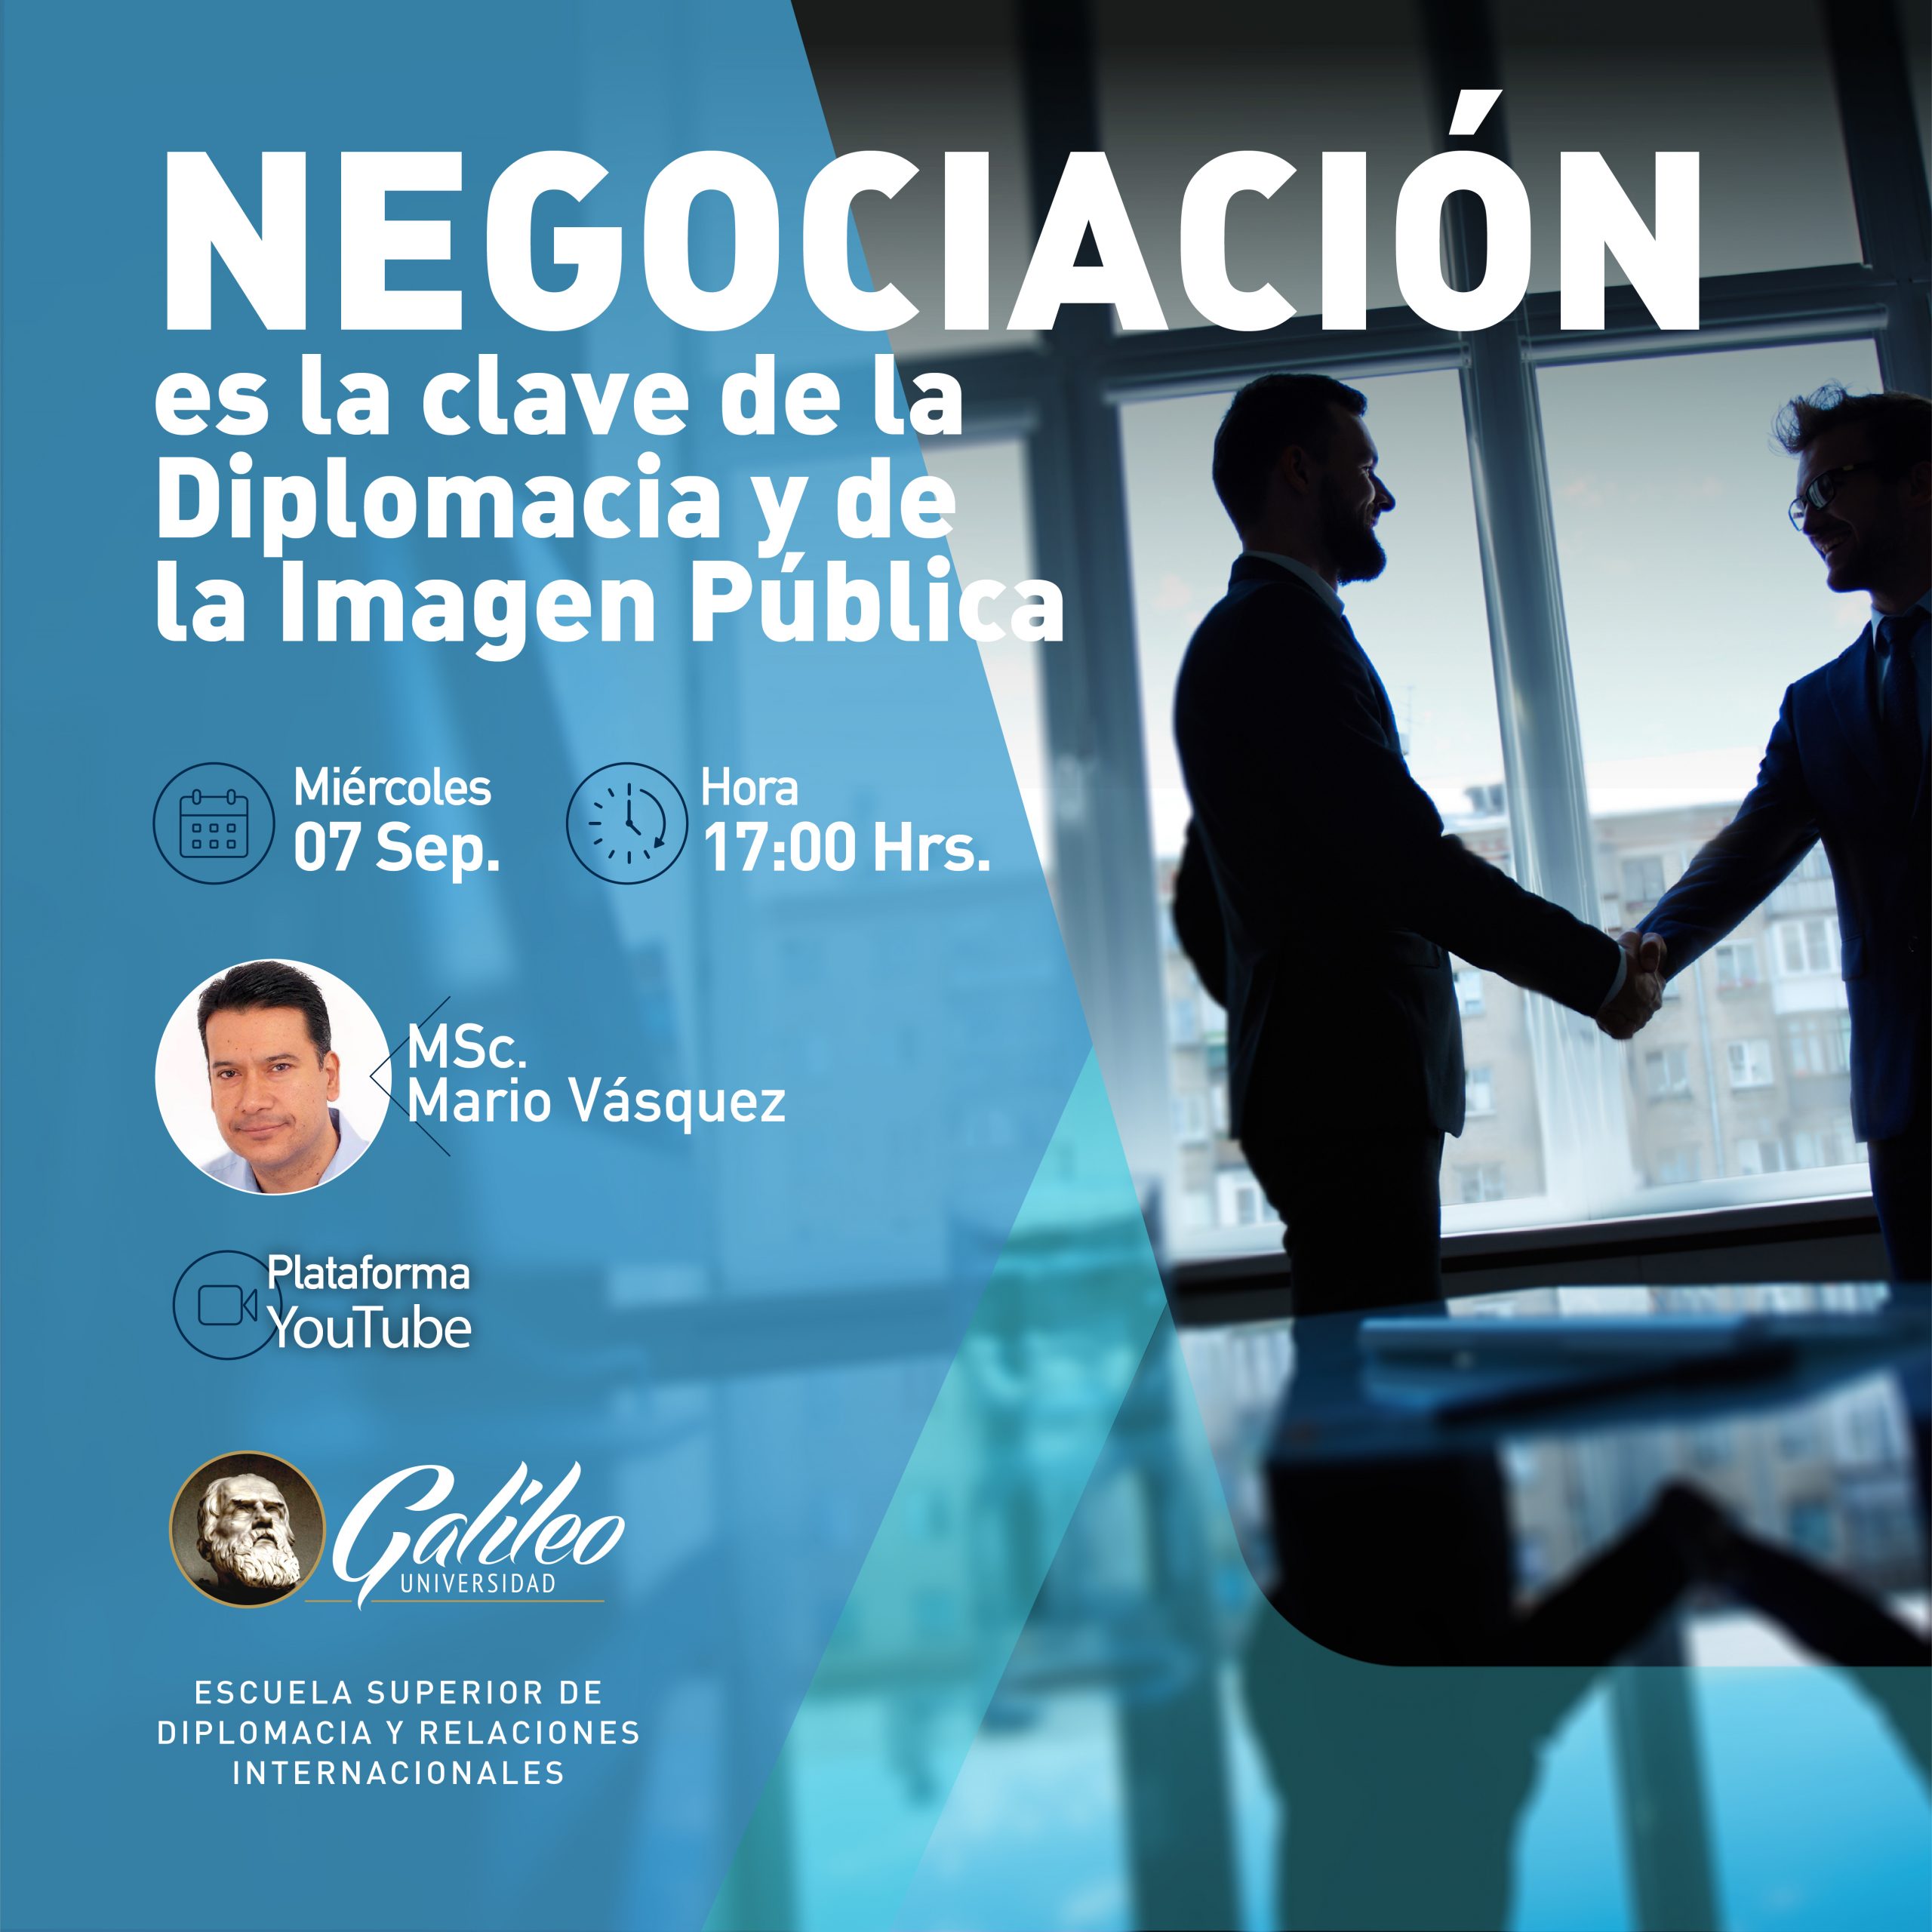 NEGOCIACIÓN
es la clave de la
Diplomacia y de
la Imagen Pública
Miércoles
07 Sep.
Hora
17:00 Hrs.
MSc.
Mario Vásquez
Plataforma
YouTube
Galileo
UNIVERSIDAD
ESCUELA SUPERIOR DE
DIPLOMACIA Y RELACIONES
INTERNACIONALES